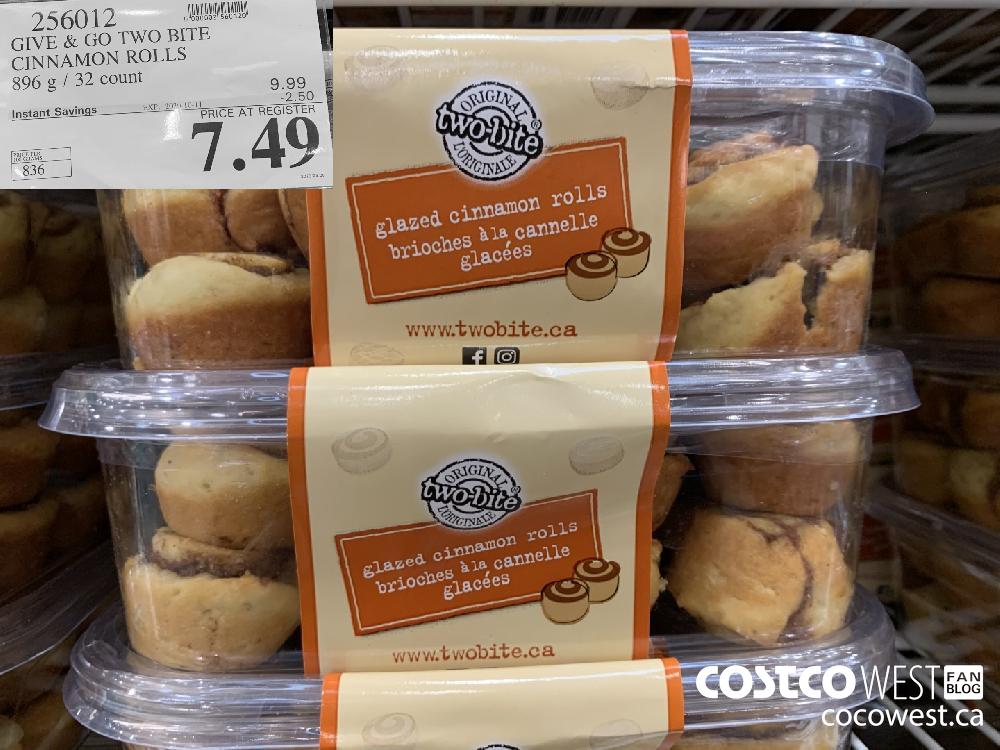 256012
GIVE & GO TWO BITE
CINNAMON ROLLS
896 g / 32 count
9.99
-2.50
Instant Savings
PRICE AT REGISTER
7.49
.836
ORIGINAL
two·bite®
L'ORIGINALE
glazed cinnamon rolls
brioches à la cannelle
glacées
www.twobite.ca
ORIGINAL
two·bite®
L'ORIGINALE
glazed cinnamon rolls
brioches à la cannelle
glacées
www.twobite.ca
COSTCO WEST FAN BLOG
cocowest.ca